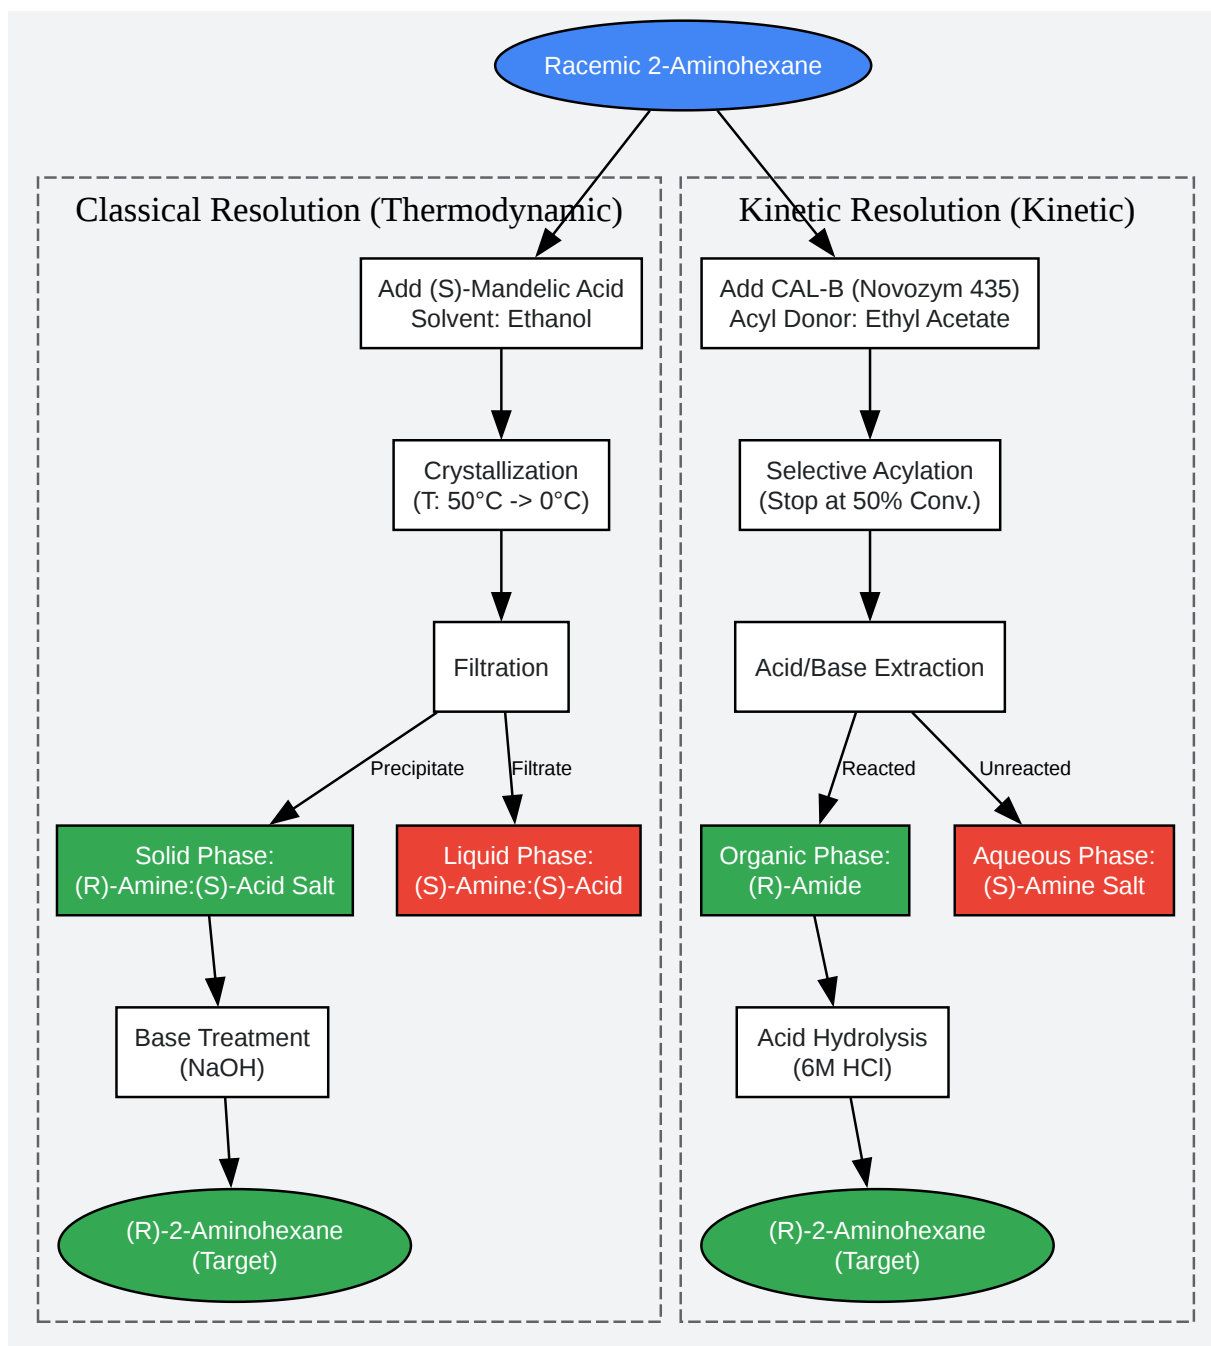 Racemic 2-Aminohexane
Classical Resolution (Thermodynamic)
Add (S)-Mandelic Acid
Solvent: Ethanol
Crystallization
(T: 50°C -> 0°C)
Filtration
Precipitate
Filtrate
Solid Phase:
(R)-Amine:(S)-Acid Salt
Liquid Phase:
(S)-Amine:(S)-Acid
Base Treatment
(NaOH)
(R)-2-Aminohexane
(Target)
Kinetic Resolution (Kinetic)
Add CAL-B (Novozym 435)
Acyl Donor: Ethyl Acetate
Selective Acylation
(Stop at 50% Conv.)
Acid/Base Extraction
Reacted
Unreacted
Organic Phase:
(R)-Amide
Aqueous Phase:
(S)-Amine Salt
Acid Hydrolysis
(6M HCl)
(R)-2-Aminohexane
(Target)